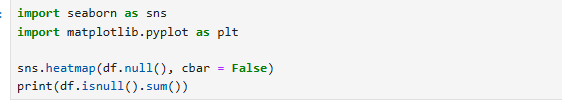 import seaborn as sns
import matplotlib.pyplot as plt
sns.heatmap(df.null(), cbar = False)
print(df.isnull().sum())